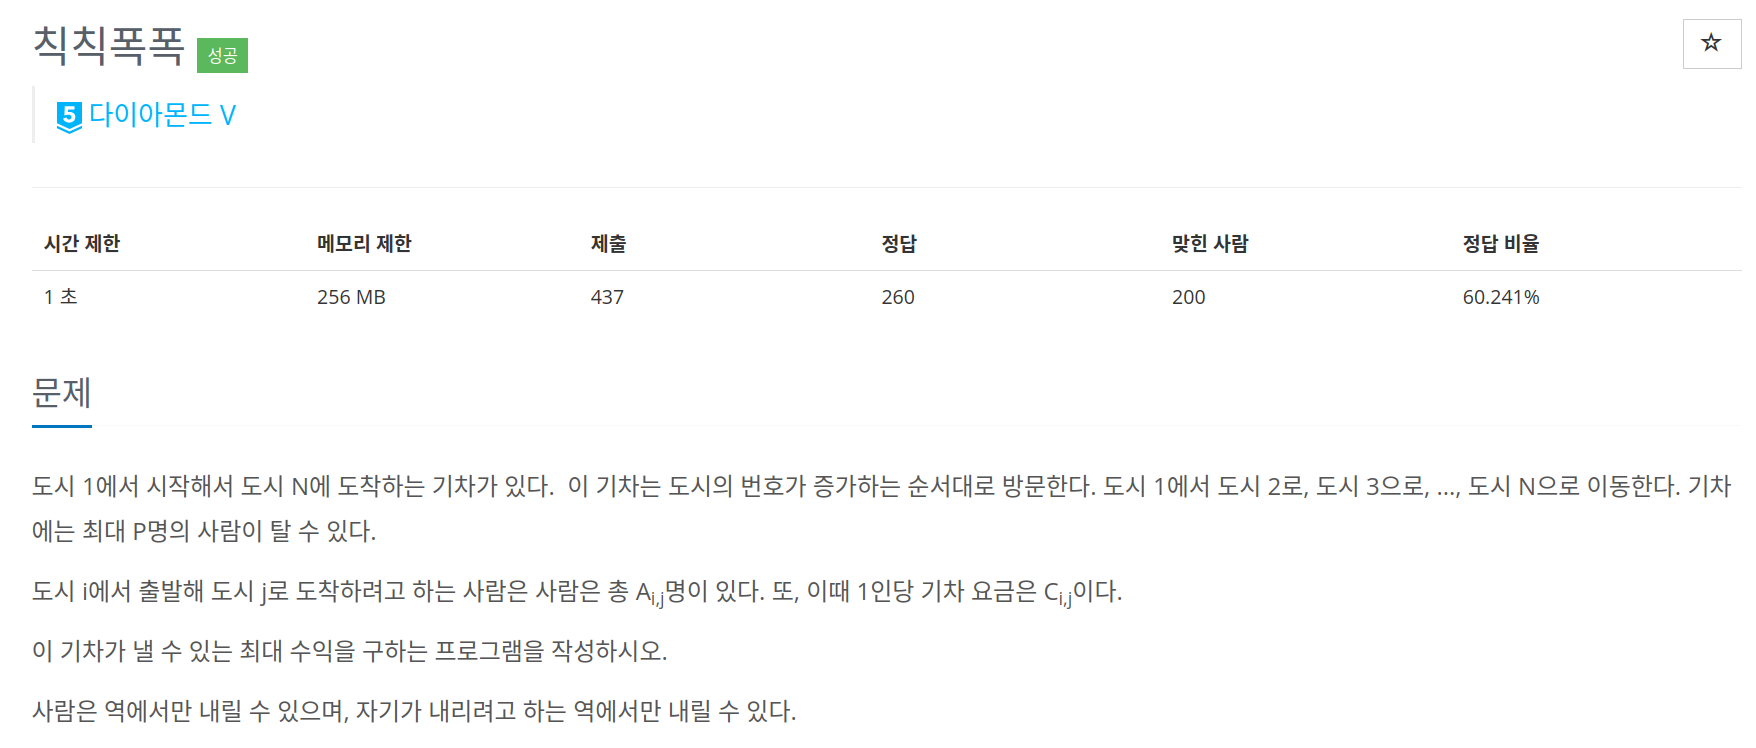 칙칙폭폭 성공
☆
5 다이아몬드 V
시간 제한 메모리 제한 제출 정답 맞힌 사람 정답 비율
1 초 256 MB 437 260 200 60.241%
문제
도시 1에서 시작해서 도시 N에 도착하는 기차가 있다.  이 기차는 도시의 번호가 증가하는 순서대로 방문한다. 도시 1에서 도시 2로, 도시 3으로, ..., 도시 N으로 이동한다. 기차
에는 최대 P명의 사람이 탈 수 있다.
도시 i에서 출발해 도시 j로 도착하려고 하는 사람은 사람은 총 Ai,j명이 있다. 또, 이때 1인당 기차 요금은 Ci,j이다.
이 기차가 낼 수 있는 최대 수익을 구하는 프로그램을 작성하시오.
사람은 역에서만 내릴 수 있으며, 자기가 내리려고 하는 역에서만 내릴 수 있다.